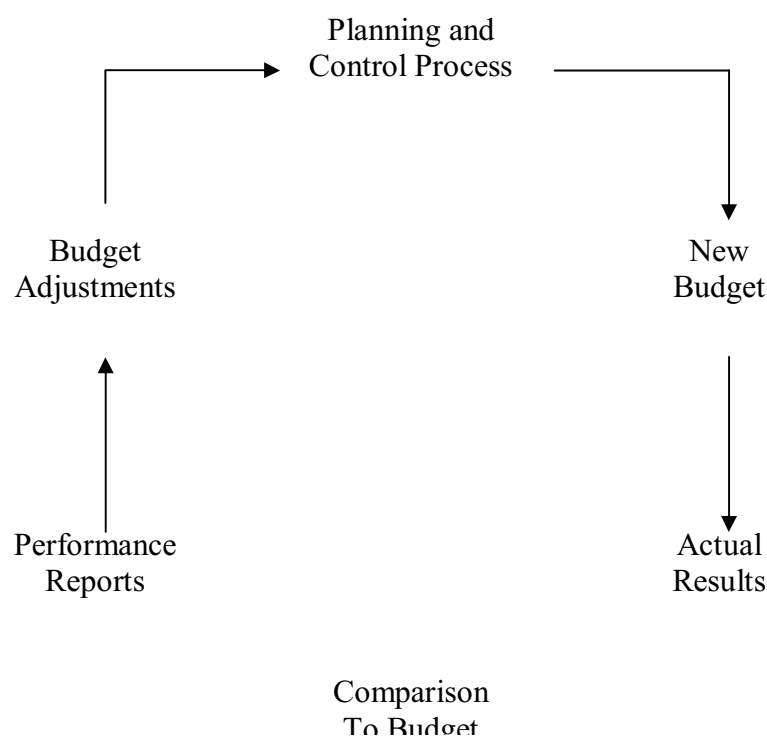 Planning and
Control Process
Budget
Adjustments
New
Budget
Performance
Reports
Actual
Results
Comparison
To Budget